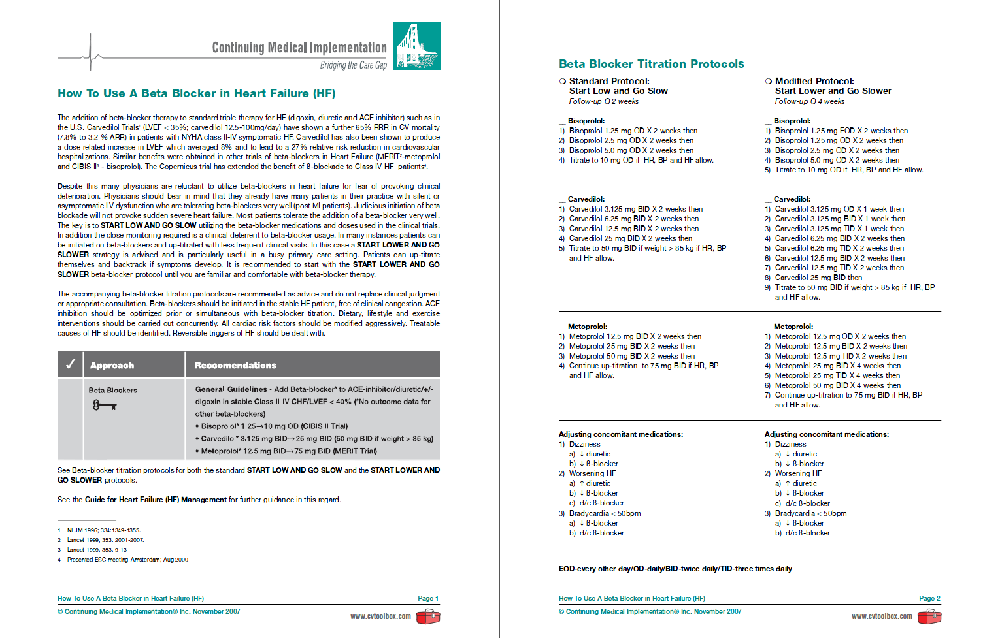 Continuing Medical Implementation
Bridging the Care Gap
How To Use A Beta Blocker in Heart Failure (HF)
The addition of beta-blocker therapy to standard triple therapy for HF (digoxin, diuretic and ACE inhibitor) such as in
the U.S. Carvedilol Trials¹ (LVEF ≤ 35%; carvedilol 12.5-100mg/day) have shown a further 65% RRR in CV mortality
(7.8% to 3.2 % ARR) in patients with NYHA class II-IV symptomatic HF. Carvedilol has also been shown to produce
a dose related increase in LVEF which averaged 8% and to lead to a 27% relative risk reduction in cardiovascular
hospitalizations. Similar benefits were obtained in other trials of beta-blockers in Heart Failure (MERIT²-metoprolol
and CIBIS II³ - bisoprolol). The Copernicus trial has extended the benefit of ß-blockade to Class IV HF patients⁴.
Despite this many physicians are reluctant to utilize beta-blockers in heart failure for fear of provoking clinical
deterioration. Physicians should bear in mind that they already have many patients in their practice with silent or
asymptomatic LV dysfunction who are tolerating beta-blockers very well (post MI patients). Judicious initiation of beta
blockade will not provoke sudden severe heart failure. Most patients tolerate the addition of a beta-blocker very well.
The key is to START LOW AND GO SLOW utilizing the beta-blocker medications and doses used in the clinical trials.
In addition the close monitoring required is a clinical deterrent to beta-blocker usage. In many instances patients can
be initiated on beta-blockers and up-titrated with less frequent clinical visits. In this case a START LOWER AND GO
SLOWER strategy is advised and is particularly useful in a busy primary care setting. Patients can up-titrate
themselves and backtrack if symptoms develop. It is recommended to start with the START LOWER AND GO
SLOWER beta-blocker protocol until you are familiar and comfortable with beta-blocker therapy.
The accompanying beta-blocker titration protocols are recommended as advice and do not replace clinical judgment
or appropriate consultation. Beta-blockers should be initiated in the stable HF patient, free of clinical congestion. ACE
inhibition should be optimized prior or simultaneous with beta-blocker titration. Dietary, lifestyle and exercise
interventions should be carried out concurrently. All cardiac risk factors should be modified aggressively. Treatable
causes of HF should be identified. Reversible triggers of HF should be dealt with.
✓ Approach Reccomendations
Beta Blockers
General Guidelines - Add Beta-blocker* to ACE-inhibitor/diuretic/+/-
digoxin in stable Class II-IV CHF/LVEF < 40% (*No outcome data for
other beta-blockers)
• Bisoprolol* 1.25→10 mg OD (CIBIS II Trial)
• Carvedilol* 3.125 mg BID→25 mg BID (50 mg BID if weight > 85 kg)
• Metoprolol* 12.5 mg BID→75 mg BID (MERIT Trial)
See Beta-blocker titration protocols for both the standard START LOW AND GO SLOW and the START LOWER AND
GO SLOWER protocols.
See the Guide for Heart Failure (HF) Management for further guidance in this regard.
1 NEJM 1996; 334:1349-1355.
2 Lancet 1999; 353: 2001-2007.
3 Lancet 1999; 353: 9-13
4 Presented ESC meeting-Amsterdam; Aug 2000
How To Use A Beta Blocker in Heart Failure (HF) Page 1
© Continuing Medical Implementation® Inc. November 2007
www.cvtoolbox.com
Beta Blocker Titration Protocols
❍ Standard Protocol:
Start Low and Go Slow
Follow-up Q 2 weeks
__ Bisoprolol:
1) Bisoprolol 1.25 mg OD X 2 weeks then
2) Bisoprolol 2.5 mg OD X 2 weeks then
3) Bisoprolol 5.0 mg OD X 2 weeks then
4) Titrate to 10 mg OD if HR, BP and HF allow.
__ Carvedilol:
1) Carvedilol 3.125 mg BID X 2 weeks then
2) Carvedilol 6.25 mg BID X 2 weeks then
3) Carvedilol 12.5 mg BID X 2 weeks then
4) Carvedilol 25 mg BID X 2 weeks then
5) Titrate to 50 mg BID if weight > 85 kg if HR, BP
and HF allow.
__ Metoprolol:
1) Metoprolol 12.5 mg BID X 2 weeks then
2) Metoprolol 25 mg BID X 2 weeks then
3) Metoprolol 50 mg BID X 2 weeks then
4) Continue up-titration to 75 mg BID if HR, BP
and HF allow.
Adjusting concomitant medications:
1) Dizziness
a) ↓ diuretic
b) ↓ ß-blocker
2) Worsening HF
a) ↑ diuretic
b) ↓ ß-blocker
c) d/c ß-blocker
3) Bradycardia < 50bpm
a) ↓ ß-blocker
b) d/c ß-blocker
❍ Modified Protocol:
Start Lower and Go Slower
Follow-up Q 4 weeks
__ Bisoprolol:
1) Bisoprolol 1.25 mg EOD X 2 weeks then
2) Bisoprolol 1.25 mg OD X 2 weeks then
3) Bisoprolol 2.5 mg OD X 2 weeks then
4) Bisoprolol 5.0 mg OD X 2 weeks then
5) Titrate to 10 mg OD if HR, BP and HF allow.
__ Carvedilol:
1) Carvedilol 3.125 mg OD X 1 week then
2) Carvedilol 3.125 mg BID X 1 week then
3) Carvedilol 3.125 mg TID X 1 week then
4) Carvedilol 6.25 mg BID X 2 weeks then
5) Carvedilol 6.25 mg TID X 2 weeks then
6) Carvedilol 12.5 mg BID X 2 weeks then
7) Carvedilol 12.5 mg TID X 2 weeks then
8) Carvedilol 25 mg BID then
9) Titrate to 50 mg BID if weight > 85 kg if HR, BP
and HF allow.
__ Metoprolol:
1) Metoprolol 12.5 mg OD X 2 weeks then
2) Metoprolol 12.5 mg BID X 2 weeks then
3) Metoprolol 12.5 mg TID X 2 weeks then
4) Metoprolol 25 mg BID X 4 weeks then
5) Metoprolol 25 mg TID X 4 weeks then
6) Metoprolol 50 mg BID X 4 weeks then
7) Continue up-titration to 75 mg BID if HR, BP
and HF allow.
Adjusting concomitant medications:
1) Dizziness
a) ↓ diuretic
b) ↓ ß-blocker
2) Worsening HF
a) ↑ diuretic
b) ↓ ß-blocker
c) d/c ß-blocker
3) Bradycardia < 50bpm
a) ↓ ß-blocker
b) d/c ß-blocker
EOD-every other day/OD-daily/BID-twice daily/TID-three times daily
How To Use A Beta Blocker in Heart Failure (HF) Page 2
© Continuing Medical Implementation® Inc. November 2007
www.cvtoolbox.com